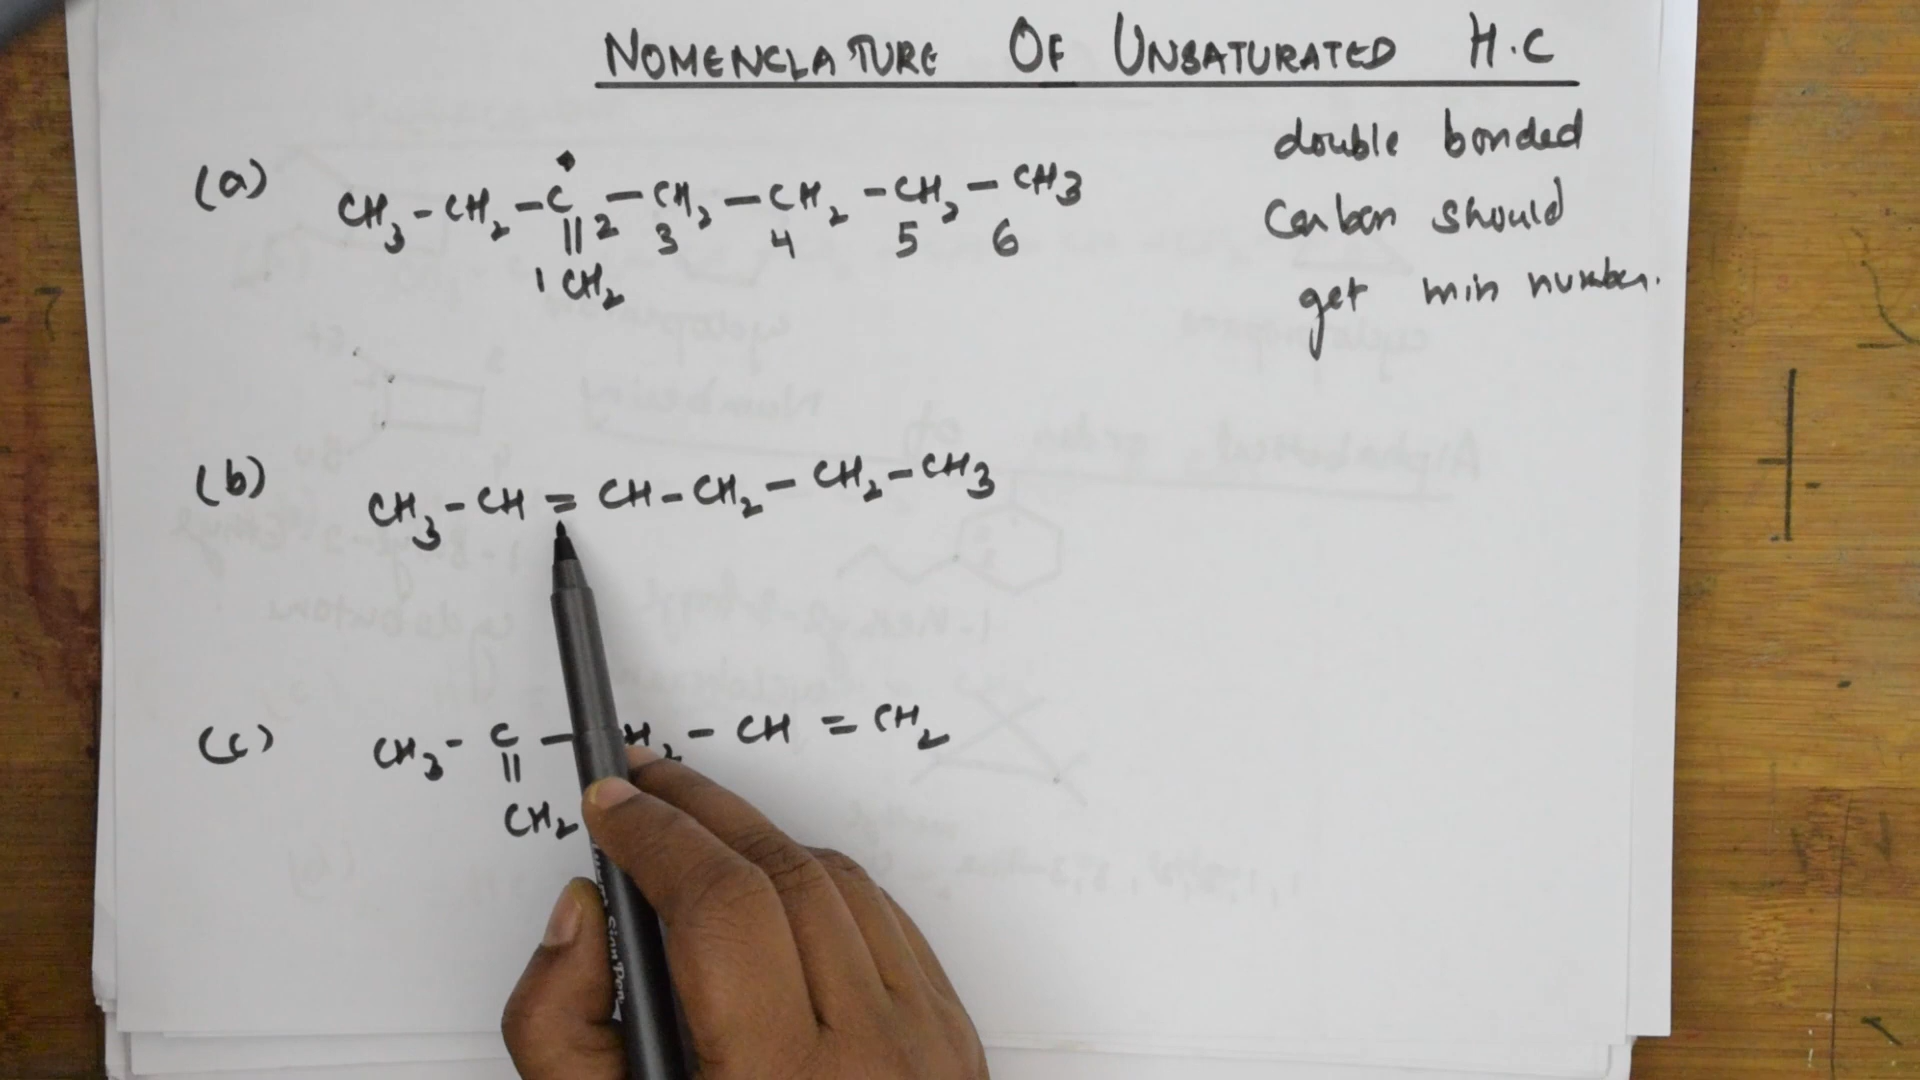 NOMENCLATURE OF UNSATURATED H.C
double bonded
Carbon should
get min number.
(a) CH3-CH2-C-CH2-CH2-CH2-CH3
|| 2 3 4 5 6
1 CH2
(b) CH3-CH=CH-CH2-CH2-CH3
(c) CH3-C-H2-CH=CH2
||
CH2